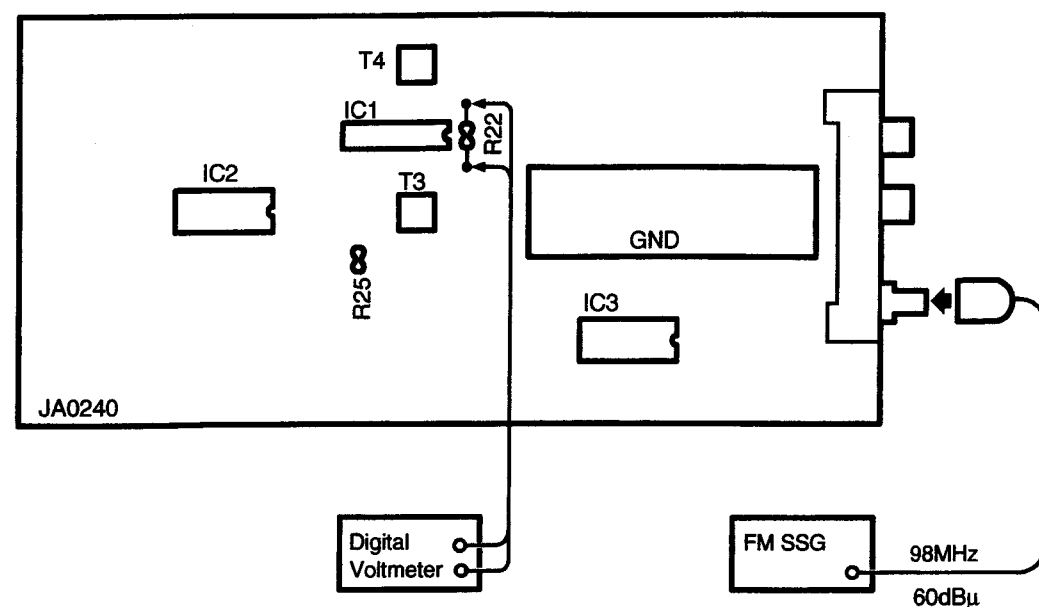 T4
IC1
R22
IC2
T3
GND
R25
IC3
JA0240
Digital
Voltmeter
FM SSG
98MHz
60dBμ